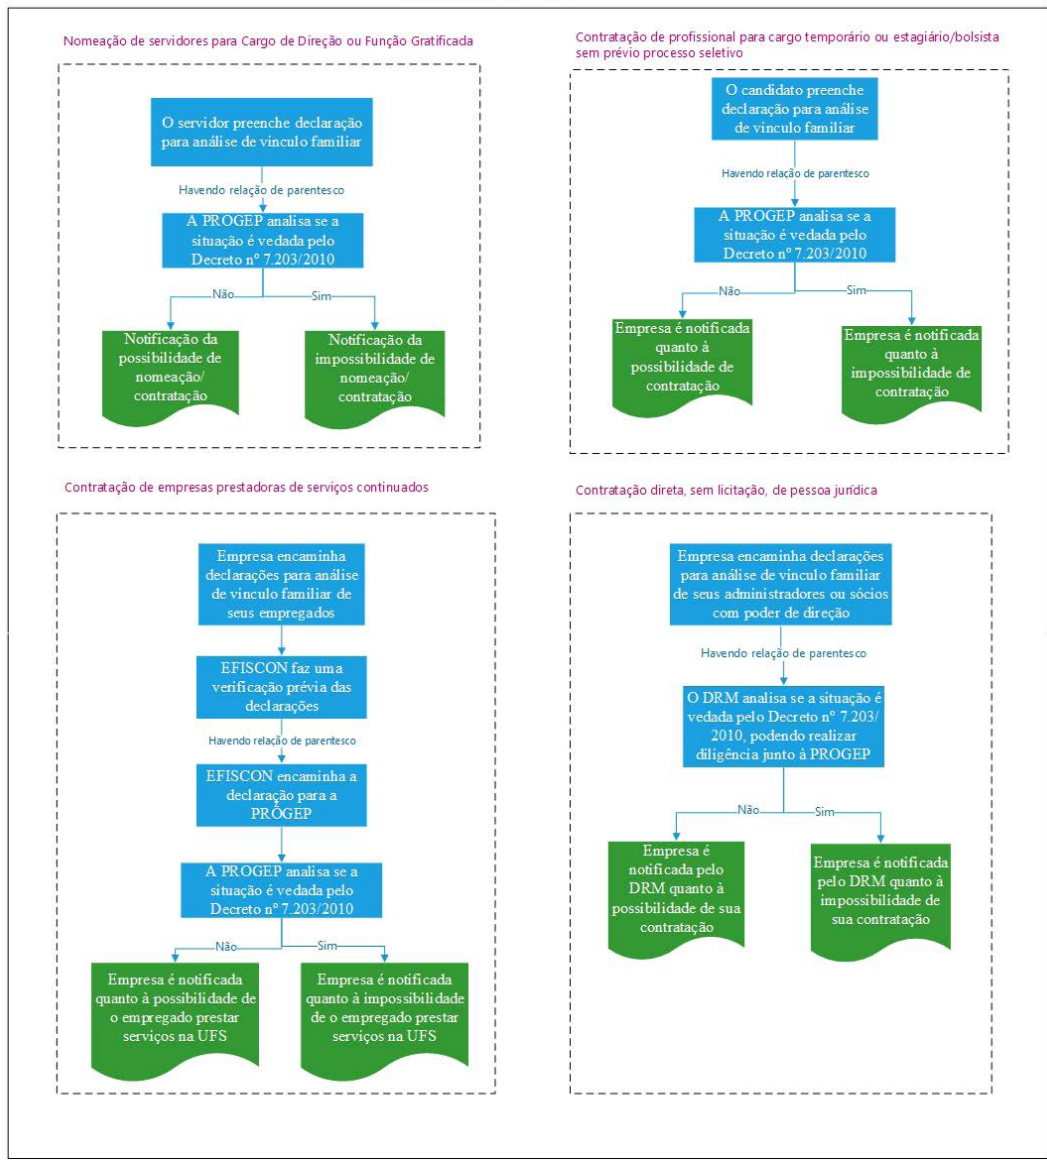 Nomeação de servidores para Cargo de Direção ou Função Gratificada
O servidor preenche declaração
para análise de vinculo familiar
Havendo relação de parentesco
A PROGEP analisa se a
situação é vedada pelo
Decreto nº 7.203/2010
Não
Sim
Notificação da
possibilidade de
nomeação/
contratação
Notificação da
impossibilidade de
nomeação/
contratação
Contratação de profissional para cargo temporário ou estagiário/bolsista
sem prévio processo seletivo
O candidato preenche
declaração para análise
de vinculo familiar
Havendo relação de parentesco
A PROGEP analisa se a
situação é vedada pelo
Decreto nº 7.203/2010
Não
Sim
Empresa é notificada
quanto à
possibilidade de
contratação
Empresa é notificada
quanto à
impossibilidade de
contratação
Contratação de empresas prestadoras de serviços continuados
Empresa encaminha
declarações para análise
de vinculo familiar de
seus empregados
EFISCON faz uma
verificação prévia das
declarações
Havendo relação de parentesco
EFISCON encaminha a
declaração para a
PROGEP
A PROGEP analisa se a
situação é vedada pelo
Decreto nº 7.203/2010
Não
Sim
Empresa é notificada
quanto à possibilidade de
o empregado prestar
serviços na UFS
Empresa é notificada
quanto à impossibilidade
de o empregado prestar
serviços na UFS
Contratação direta, sem licitação, de pessoa jurídica
Empresa encaminha declarações
para análise de vinculo familiar
de seus administradores ou sócios
com poder de direção
Havendo relação de parentesco
O DRM analisa se a situação é
vedada pelo Decreto nº 7.203/
2010, podendo realizar
diligência junto à PROGEP
Não
Sim
Empresa é
notificada pelo
DRM quanto à
possibilidade de sua
contratação
Empresa é notificada
pelo DRM quanto à
impossibilidade de
sua contratação